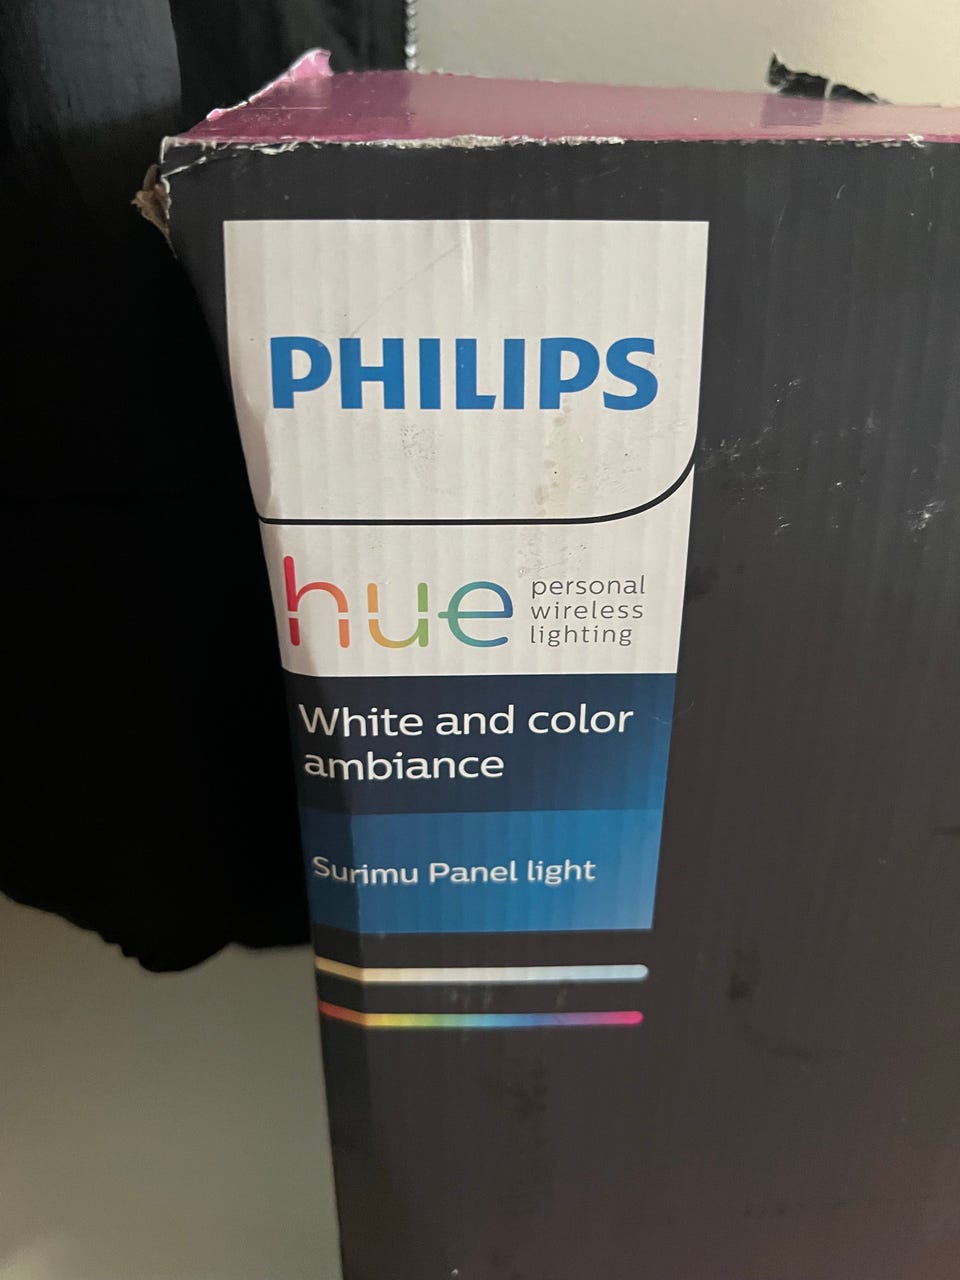 PHILIPS
hue
personal
wireless
lighting
White and color
ambiance
Surimu Panel light